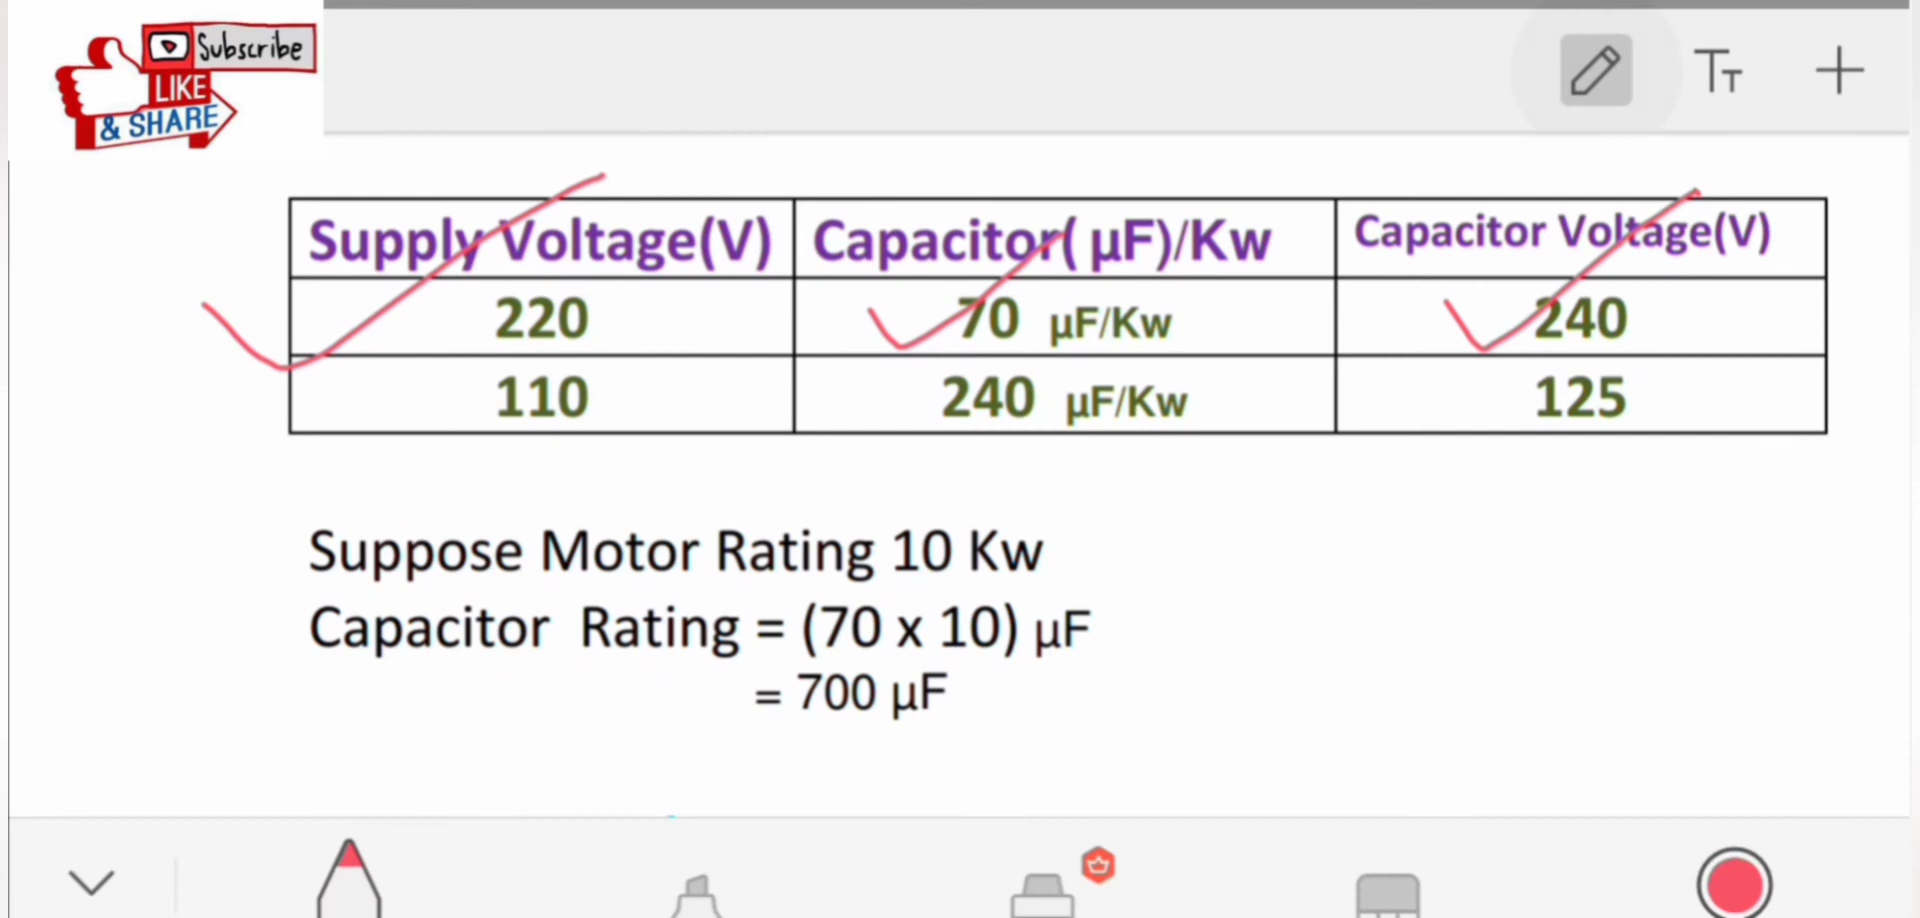 Subscribe
LIKE
& SHARE
TT
Supply Voltage(V) Capacitor( µF)/Kw Capacitor Voltage(V)
220 70 µF/Kw 240
110 240 µF/Kw 125
Suppose Motor Rating 10 Kw
Capacitor Rating = (70 x 10) µF
= 700 µF